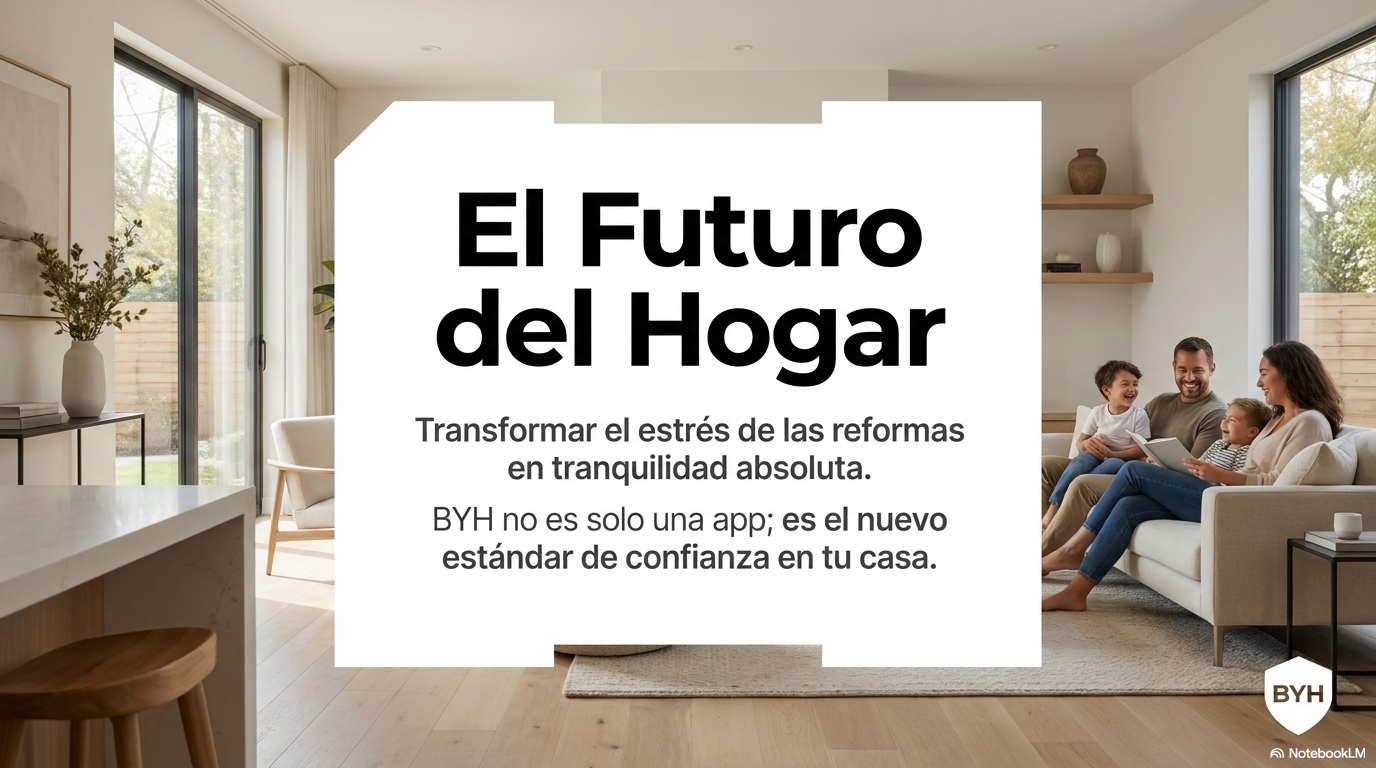 El Futuro
del Hogar
Transformar el estrés de las reformas
en tranquilidad absoluta.
BYH no es solo una app; es el nuevo
estándar de confianza en tu casa.
BYH
NotebookLM